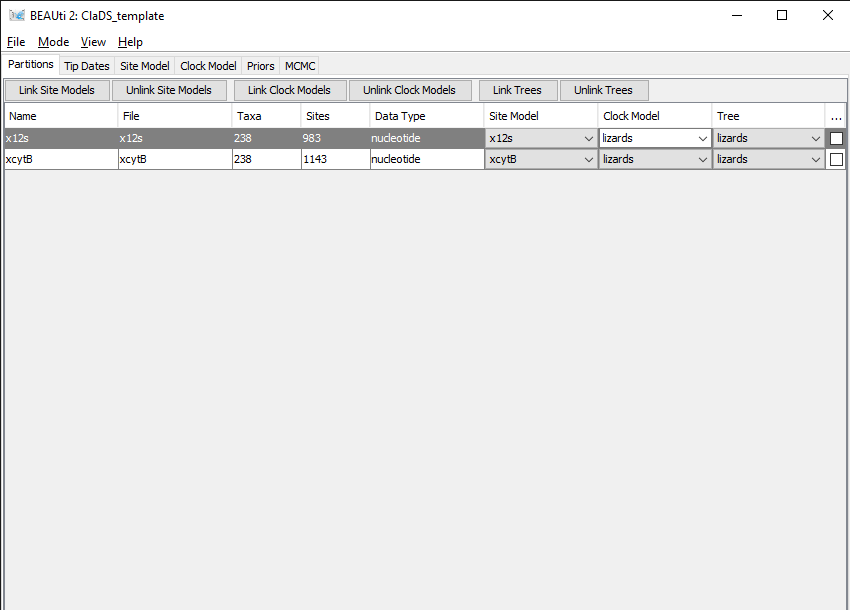 BEAUti 2: ClaDS_template
File Mode View Help
Partitions Tip Dates Site Model Clock Model Priors MCMC
Link Site Models Unlink Site Models Link Clock Models Unlink Clock Models Link Trees Unlink Trees
Name File Taxa Sites Data Type Site Model Clock Model Tree ...
x12s x12s 238 983 nucleotide x12s lizards lizards
xcytB xcytB 238 1143 nucleotide xcytB lizards lizards